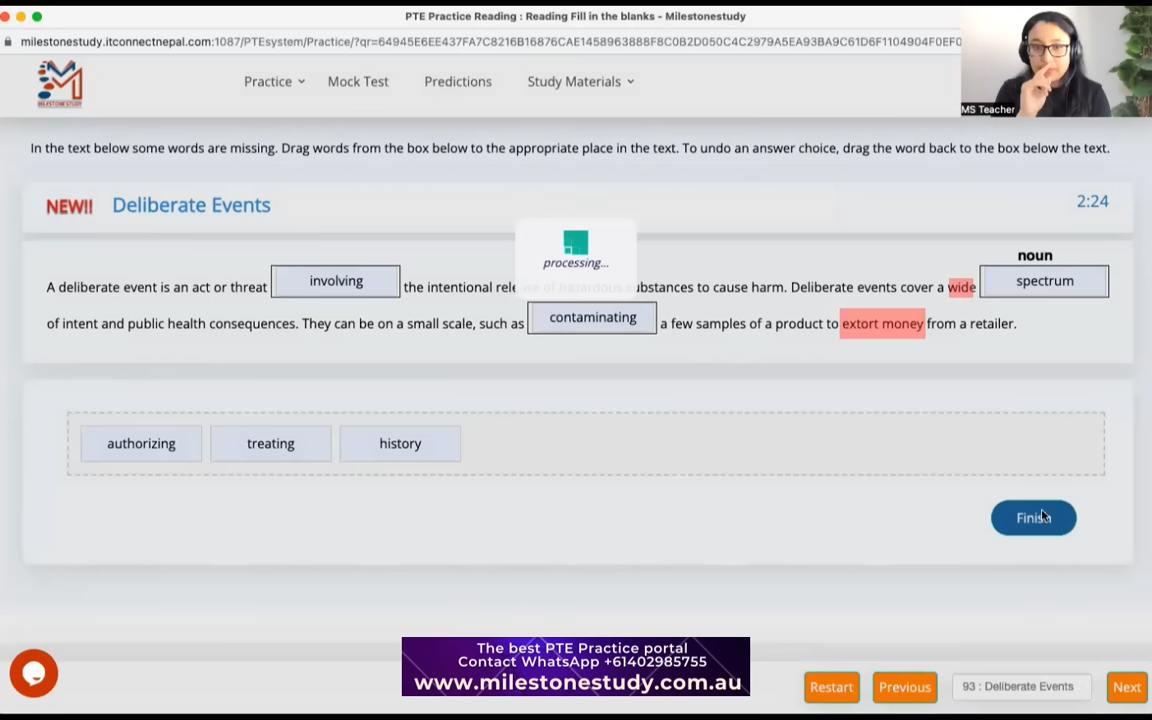 PTE Practice Reading : Reading Fill in the blanks - Milestonestudy
milestonestudy.itconnectnepal.com:1087/PTEsystem/Practice/?qr=64945E6EE437FA7C8216B16876CAE1458963888F8C0B2D050C4C2979A5EA93BA9C61D6F1104904F0EF0
MILESTONESTUDY
Practice
Mock Test
Predictions
Study Materials
MS Teacher
In the text below some words are missing. Drag words from the box below to the appropriate place in the text. To undo an answer choice, drag the word back to the box below the text.
NEW!!
Deliberate Events
2:24
processing...
noun
A deliberate event is an act or threat involving the intentional release of hazardous substances to cause harm. Deliberate events cover a wide spectrum
of intent and public health consequences. They can be on a small scale, such as contaminating a few samples of a product to extort money from a retailer.
authorizing treating history
Finish
The best PTE Practice portal
Contact WhatsApp +61402985755
www.milestonestudy.com.au
Restart Previous 93 : Deliberate Events Next